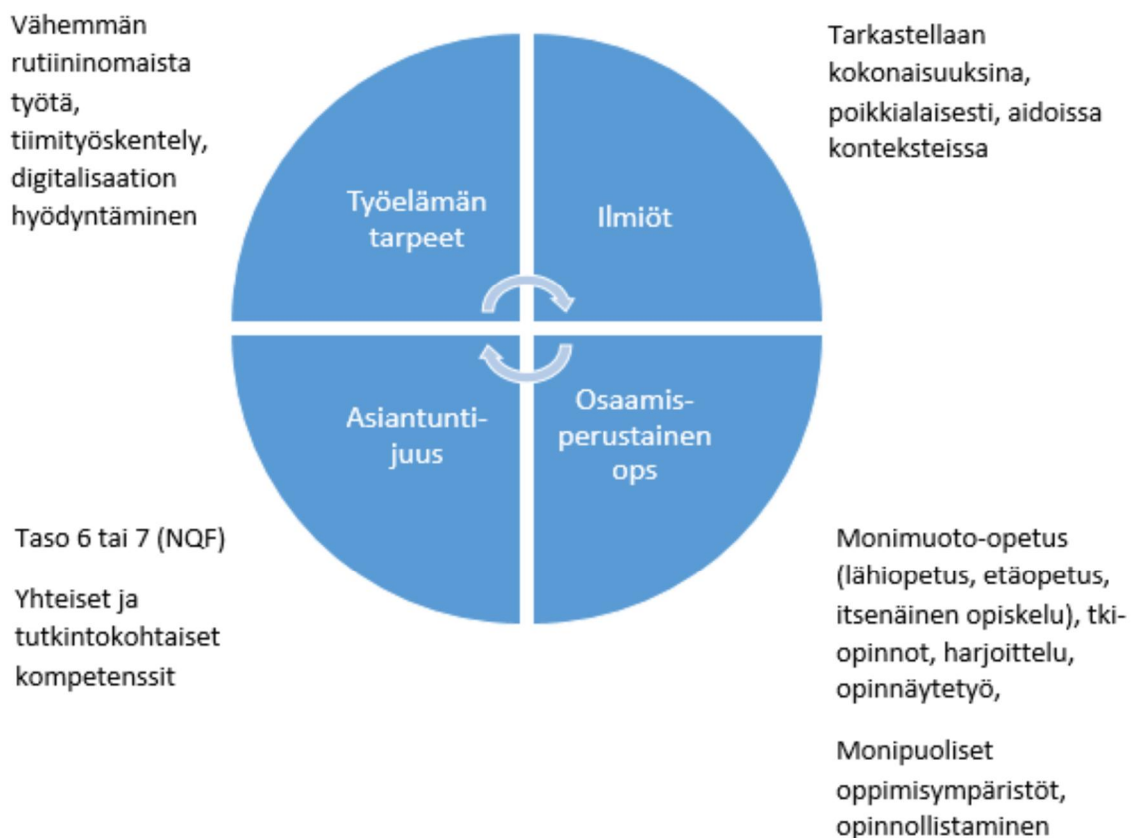 Vähemmän
rutiininomaista
työtä,
tiimityöskentely,
digitalisaation
hyödyntäminen
Tarkastellaan
kokonaisuuksina,
poikkialaisesti, aidoissa
konteksteissa
Työelämän
tarpeet
Ilmiöt
Asiantunti-
juus
Osaamis-
perustainen
ops
Taso 6 tai 7 (NQF)
Yhteiset ja
tutkintokohtaiset
kompetenssit
Monimuoto-opetus
(lähiopetus, etäopetus,
itsenäinen opiskelu), tki-
opinnot, harjoittelu,
opinnäytetyö,
Monipuoliset
oppimisympäristöt,
opinnollistaminen